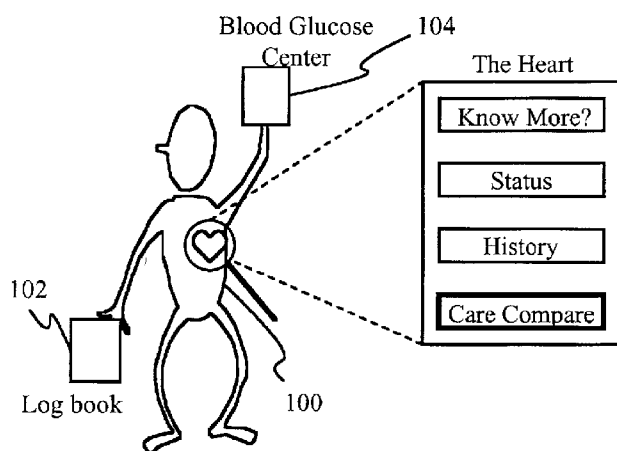 Blood Glucose
Center
104
The Heart
Know More?
Status
History
Care Compare
102
Log book
100